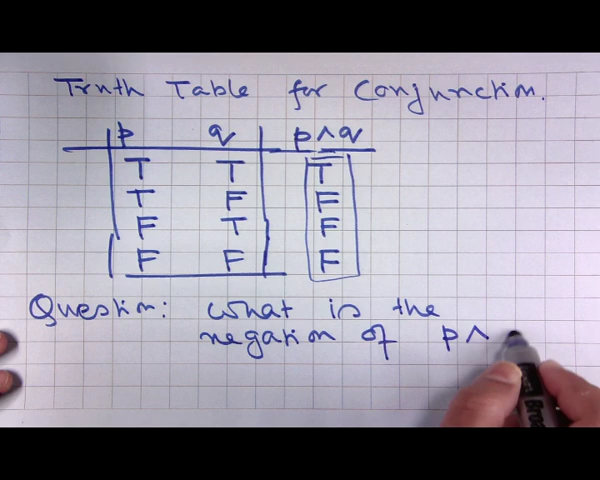 Truth Table for Conjunction.
p q p∧q
T T T
T F F
F T F
F F F
Question: What is the
negation of p∧